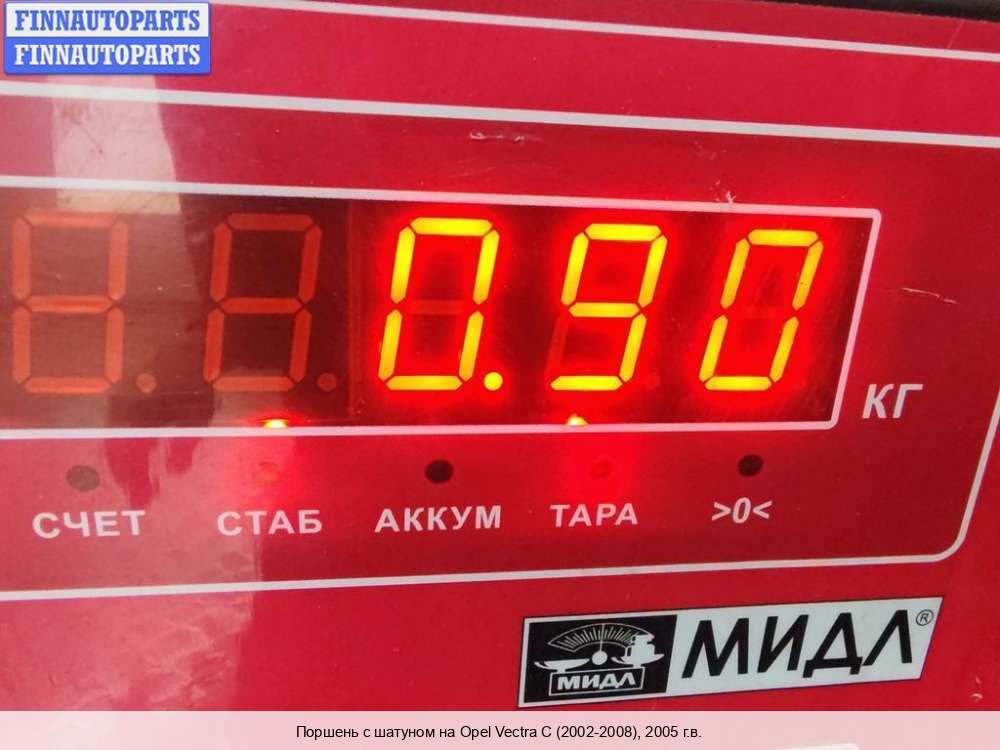 FINNAUTOPARTS
FINNAUTOPARTS
0.90
КГ
СЧЕТ СТАБ АККУМ ТАРА >0<
МИДЛ МИДЛ®
Поршень с шатуном на Opel Vectra C (2002-2008), 2005 г.в.